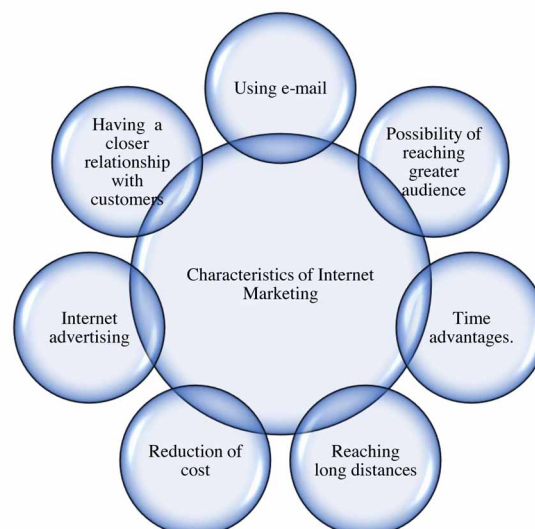 Using e-mail
Possibility of
reaching
greater
audience
Time
advantages.
Reaching
long distances
Reduction of
cost
Internet
advertising
Having a
closer
relationship
with
customers
Characteristics of Internet
Marketing